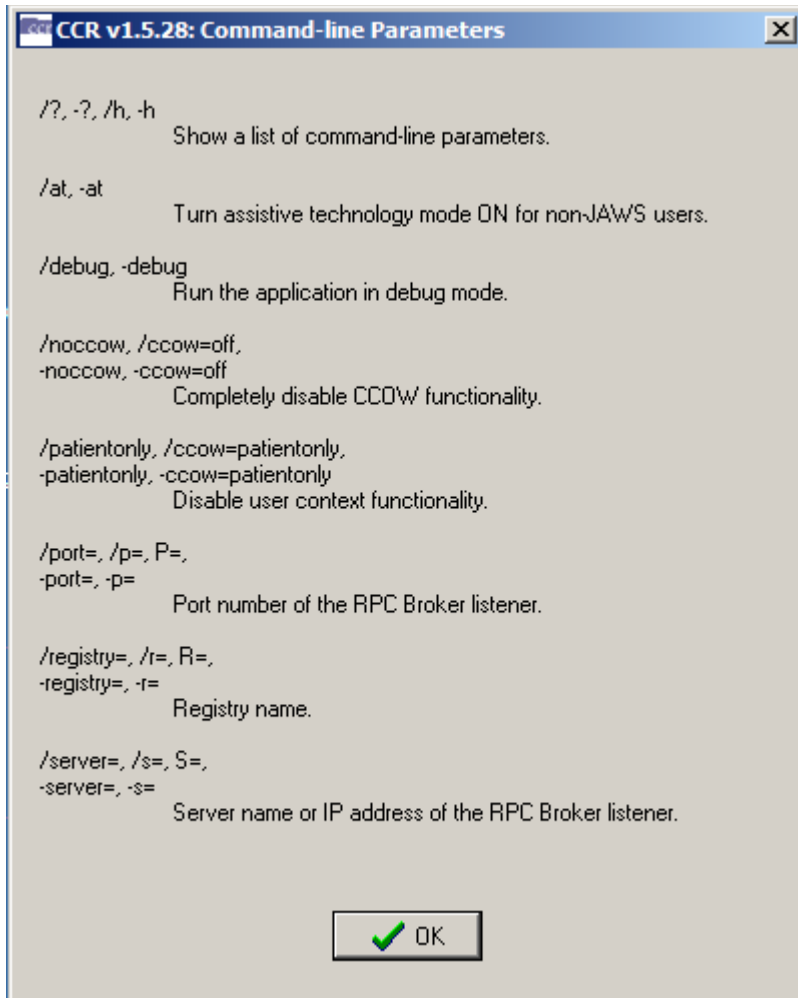 ccr CCR v1.5.28: Command-line Parameters
/?, -?, /h, -h
Show a list of command-line parameters.
/at, -at
Turn assistive technology mode ON for non-JAWS users.
/debug, -debug
Run the application in debug mode.
/noccow, /ccow=off,
-noccow, -ccow=off
Completely disable CCOW functionality.
/patientonly, /ccow=patientonly,
-patientonly, -ccow=patientonly
Disable user context functionality.
/port=, /p=, P=,
-port=, -p=
Port number of the RPC Broker listener.
/registry=, /r=, R=,
-registry=, -r=
Registry name.
/server=, /s=, S=,
-server=, -s=
Server name or IP address of the RPC Broker listener.
OK